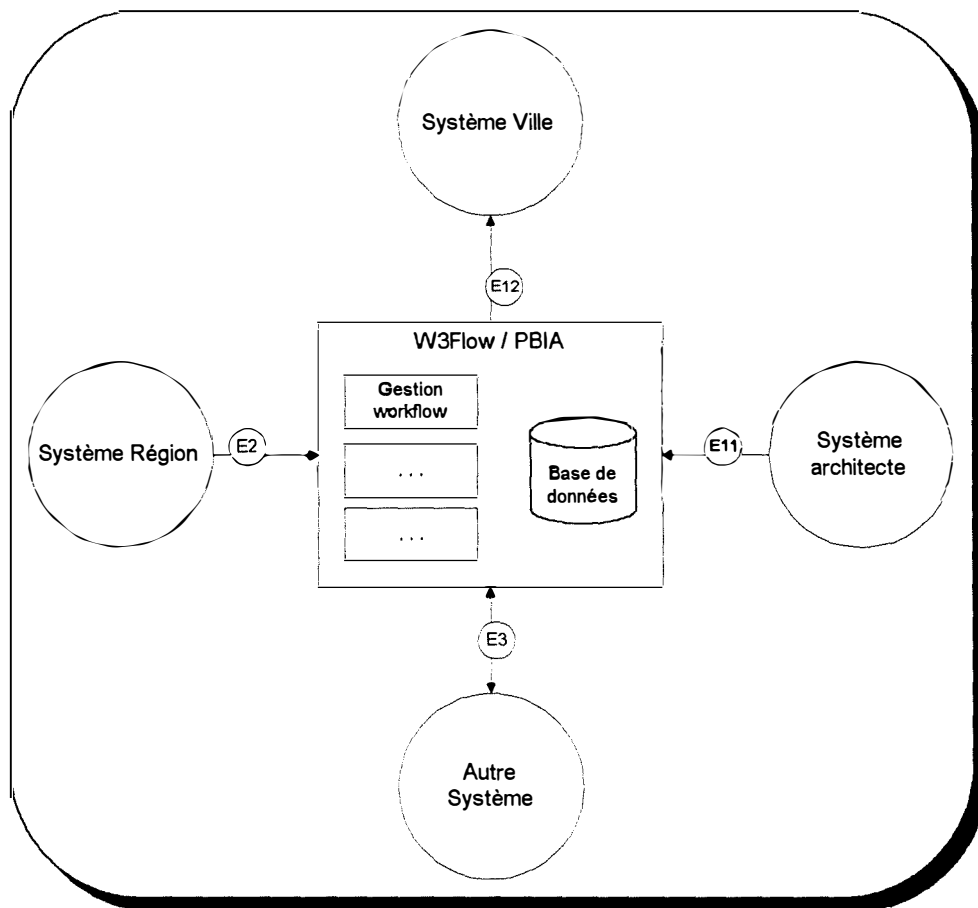 Système Ville
E12
W3Flow / PBIA
Gestion
workflow
Système Région
E2
. . .
Base de
données
E11
Système
architecte
. . .
E3
Autre
Système